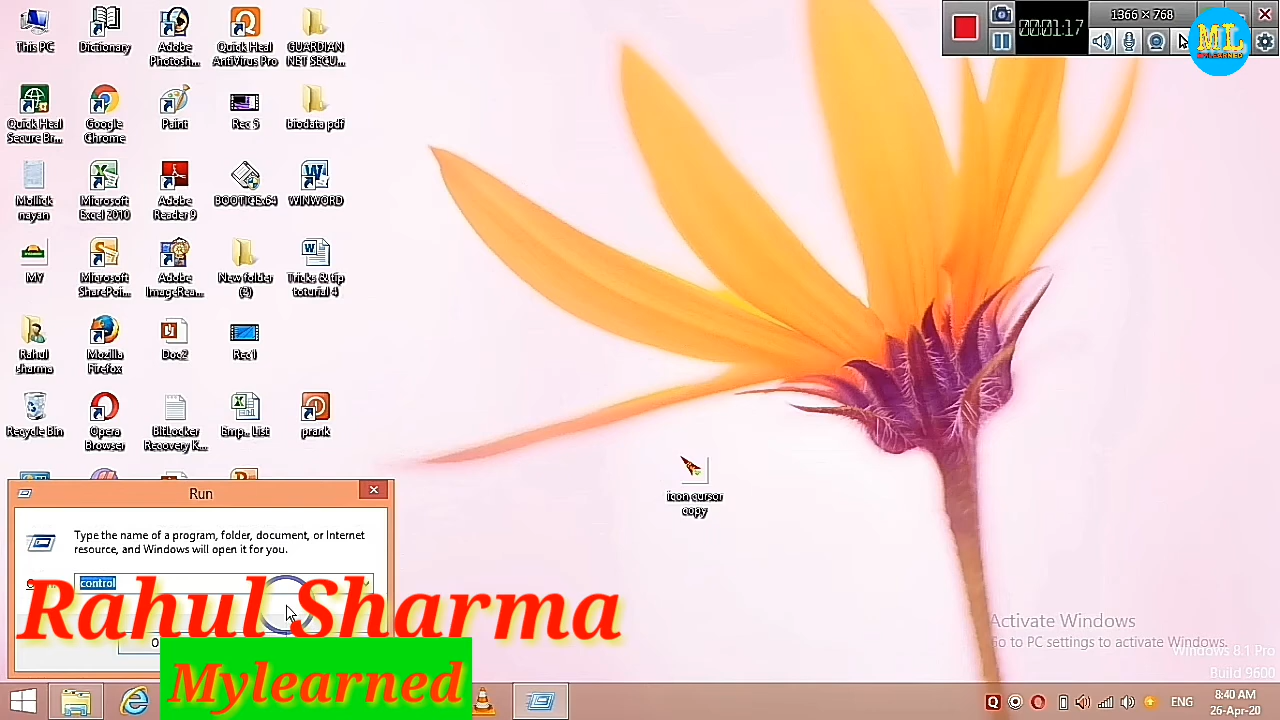 This PC
Dictionary
Adobe
Photosh...
Quick Heal
AntiVirus Pro
GUARDIAN
NET SECU...
Quick Heal
Secure Br...
Google
Chrome
Paint
Rec 5
biodata pdf
Mollick
nayan
Microsoft
Excel 2010
Adobe
Reader 9
BOOTICEx64
WINWORD
MY
Microsoft
SharePoi...
Adobe
ImageRea...
New folder
(3)
Tricks & tip
toturial 4
Rahul
sharma
Mozilla
Firefox
Doc2
Rec1
Recycle Bin
Opera
Browser
BitLocker
Recovery K...
Emp.. List
prank
icon cursor
copy
00:01:17
1366 × 768
ML
MYLEARNED
Run
Type the name of a program, folder, document, or Internet
resource, and Windows will open it for you.
control
Rahul Sharma
Mylearned
Activate Windows
Go to PC settings to activate Windows.
Windows 8.1 Pro
Build 9600
ENG
8:40 AM
26-Apr-20